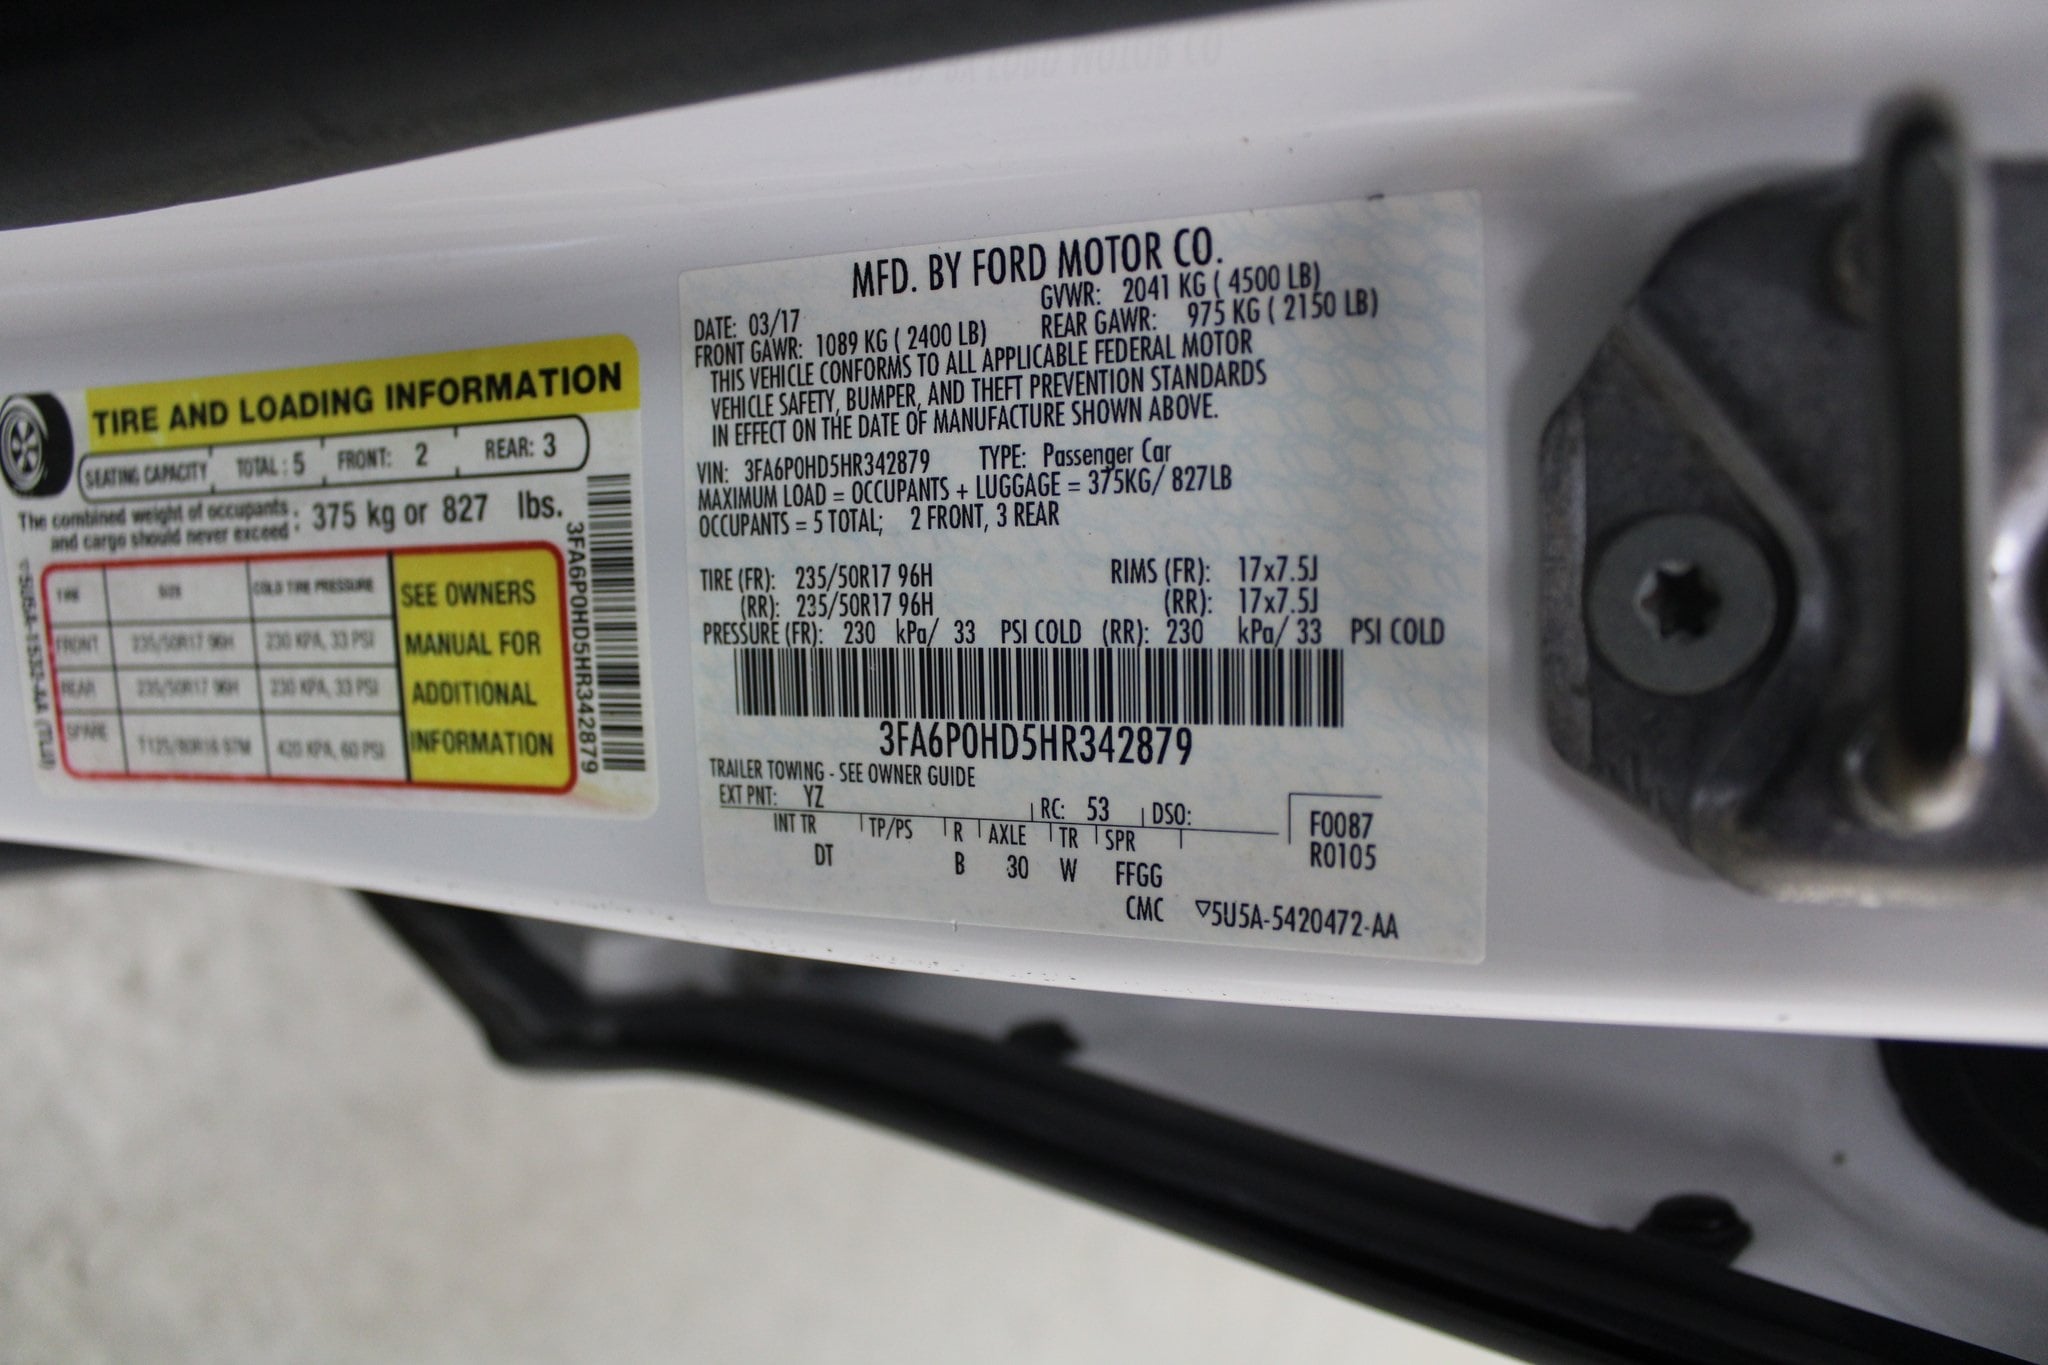 TIRE AND LOADING INFORMATION
SEATING CAPACITY TOTAL: 5 FRONT: 2 REAR: 3
The combined weight of occupants : 375 kg or 827 lbs.
and cargo should never exceed :
TIRE SIZE COLD TIRE PRESSURE
FRONT 235/50R17 96H 230 KPA, 33 PSI
REAR 235/50R17 96H 230 KPA, 33 PSI
SPARE 420 KPA, 60 PSI
SEE OWNERS
MANUAL FOR
ADDITIONAL
INFORMATION
3FA6P0HD5HR342879
MFD. BY FORD MOTOR CO.
DATE: 03/17 GVWR: 2041 KG ( 4500 LB)
FRONT GAWR: 1089 KG ( 2400 LB) REAR GAWR: 975 KG ( 2150 LB)
THIS VEHICLE CONFORMS TO ALL APPLICABLE FEDERAL MOTOR
VEHICLE SAFETY, BUMPER, AND THEFT PREVENTION STANDARDS
IN EFFECT ON THE DATE OF MANUFACTURE SHOWN ABOVE.
VIN: 3FA6P0HD5HR342879 TYPE: Passenger Car
MAXIMUM LOAD = OCCUPANTS + LUGGAGE = 375KG/ 827LB
OCCUPANTS = 5 TOTAL; 2 FRONT, 3 REAR
TIRE (FR): 235/50R17 96H RIMS (FR): 17x7.5J
(RR): 235/50R17 96H (RR): 17x7.5J
PRESSURE (FR): 230 kPa/ 33 PSI COLD (RR): 230 kPa/ 33 PSI COLD
3FA6P0HD5HR342879
TRAILER TOWING - SEE OWNER GUIDE
EXT PNT: YZ RC: 53 DSO:
INT TR TP/PS R AXLE TR SPR
DT B 30 W FFGG
F0087
R0105
CMC ▽5U5A-5420472-AA